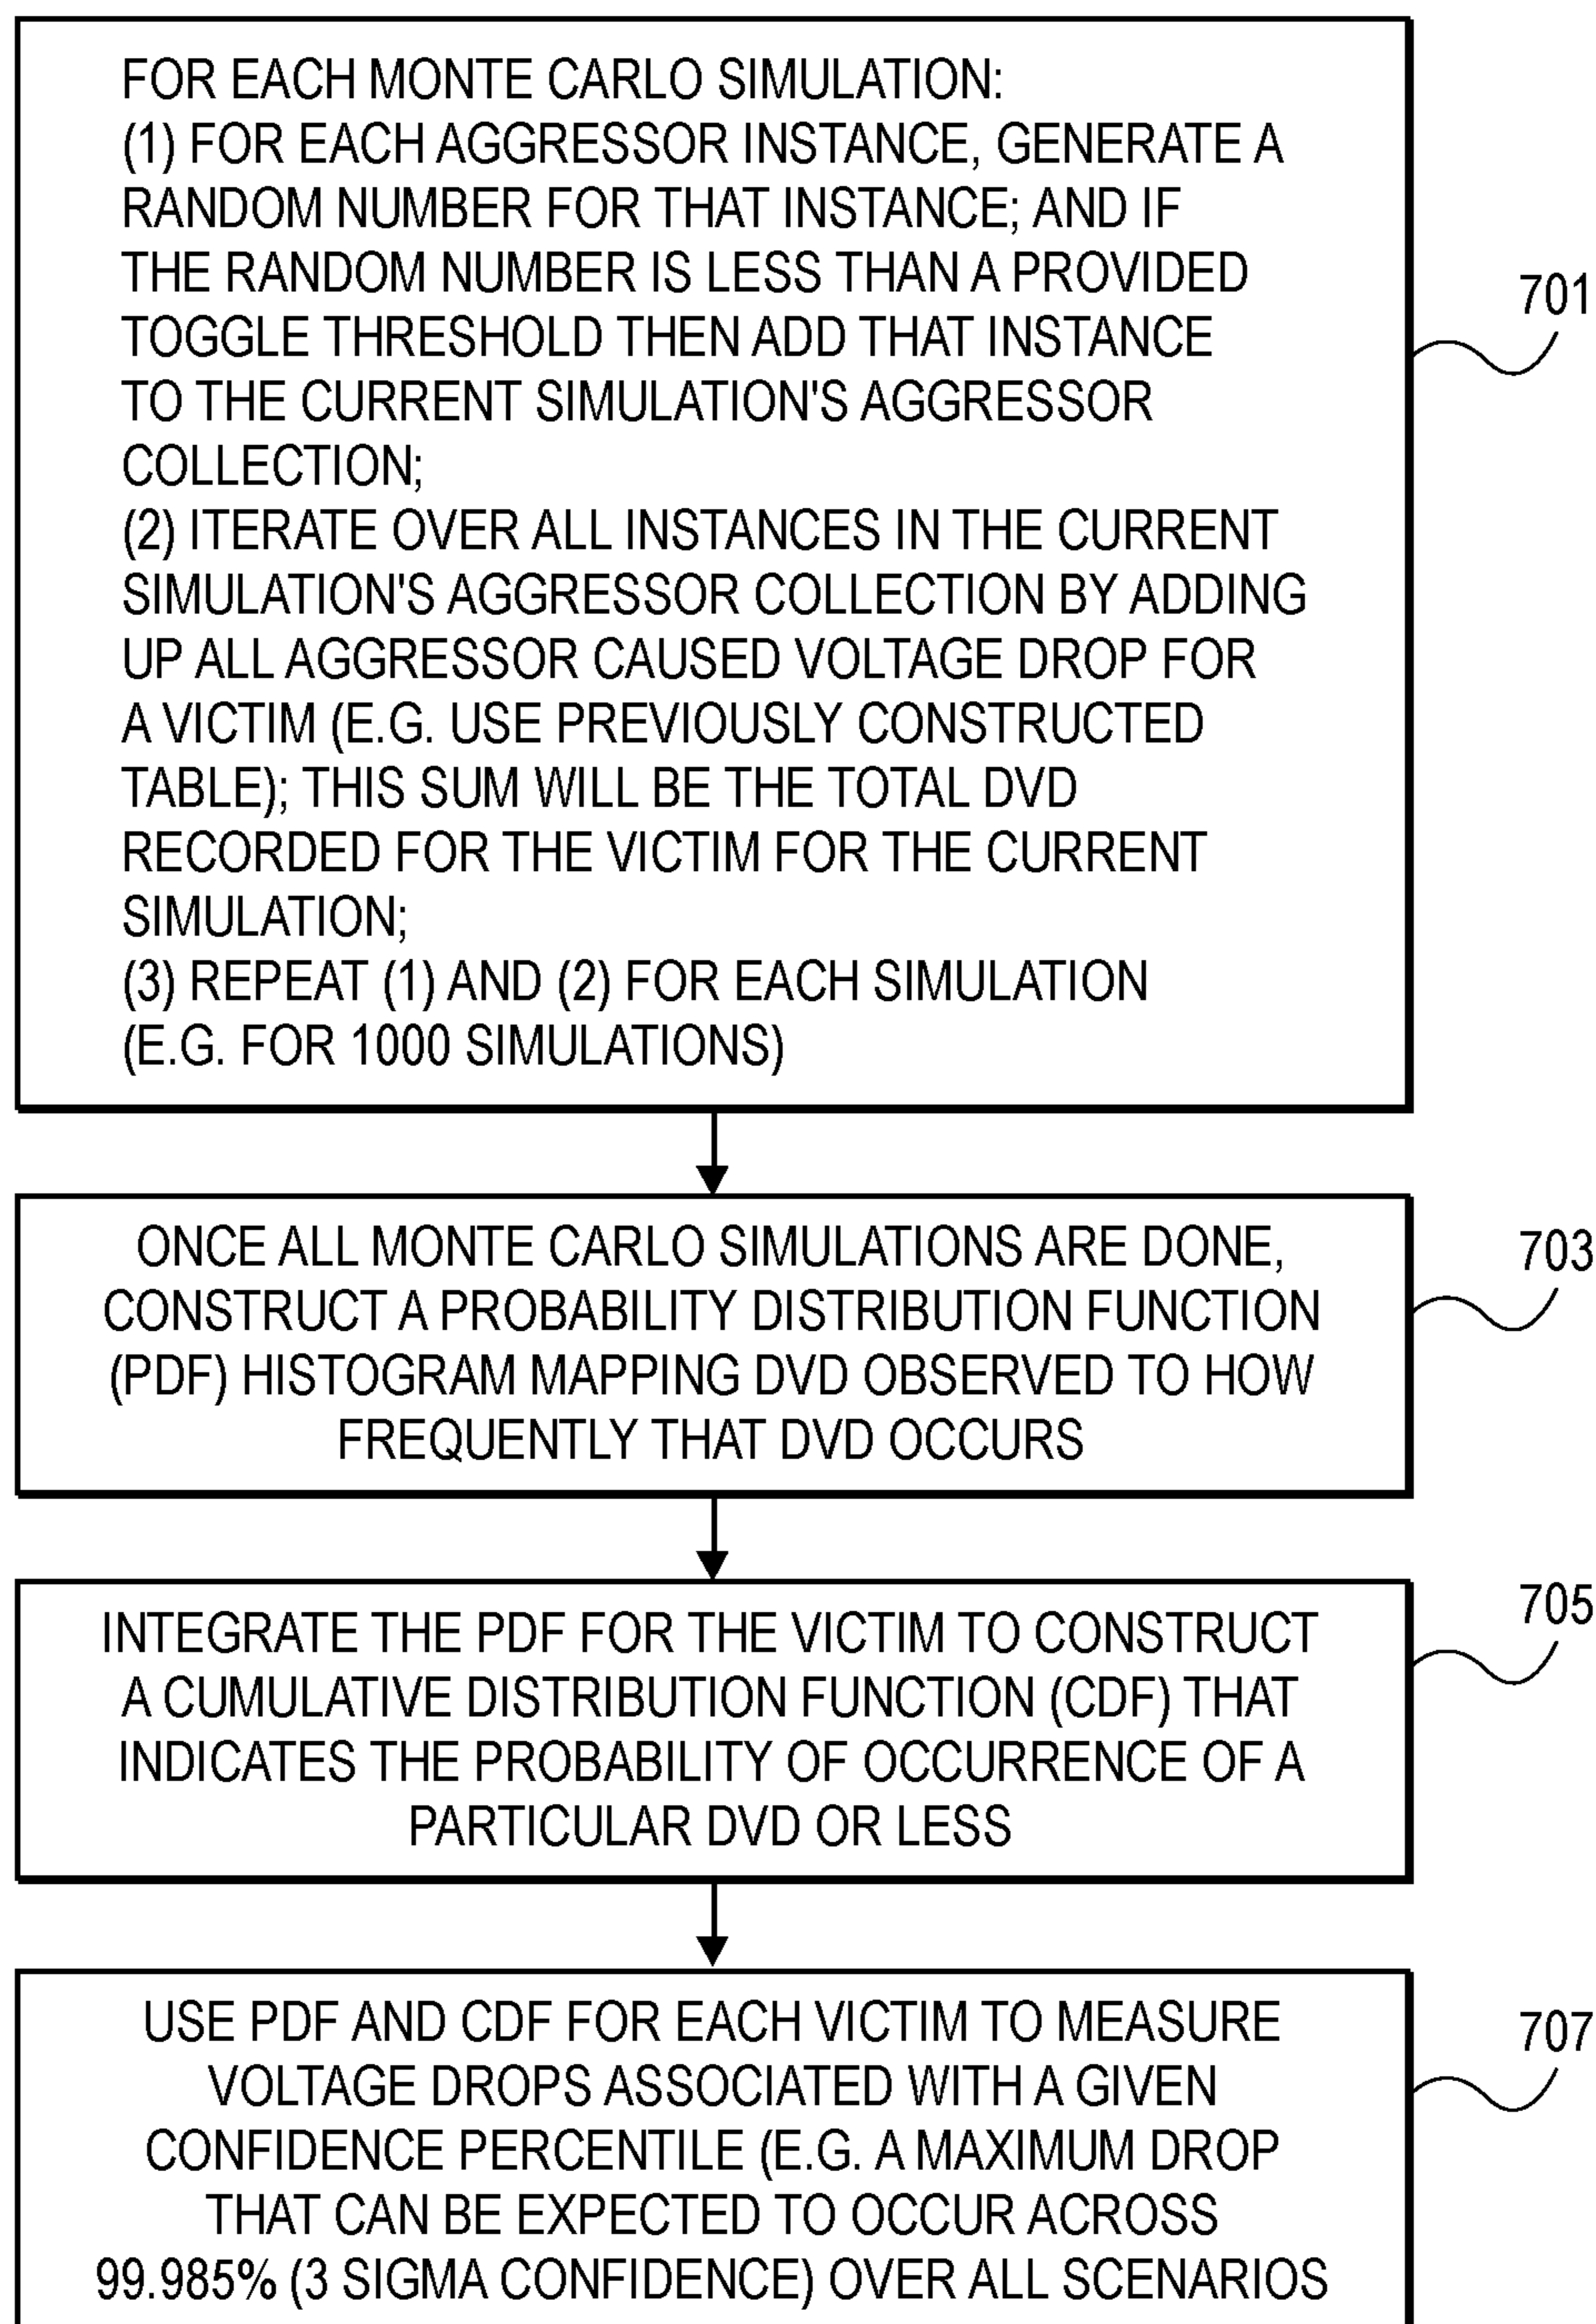 FOR EACH MONTE CARLO SIMULATION:
(1) FOR EACH AGGRESSOR INSTANCE, GENERATE A
RANDOM NUMBER FOR THAT INSTANCE; AND IF
THE RANDOM NUMBER IS LESS THAN A PROVIDED
TOGGLE THRESHOLD THEN ADD THAT INSTANCE
TO THE CURRENT SIMULATION'S AGGRESSOR
COLLECTION;
(2) ITERATE OVER ALL INSTANCES IN THE CURRENT
SIMULATION'S AGGRESSOR COLLECTION BY ADDING
UP ALL AGGRESSOR CAUSED VOLTAGE DROP FOR
A VICTIM (E.G. USE PREVIOUSLY CONSTRUCTED
TABLE); THIS SUM WILL BE THE TOTAL DVD
RECORDED FOR THE VICTIM FOR THE CURRENT
SIMULATION;
(3) REPEAT (1) AND (2) FOR EACH SIMULATION
(E.G. FOR 1000 SIMULATIONS)
701
ONCE ALL MONTE CARLO SIMULATIONS ARE DONE,
CONSTRUCT A PROBABILITY DISTRIBUTION FUNCTION
(PDF) HISTOGRAM MAPPING DVD OBSERVED TO HOW
FREQUENTLY THAT DVD OCCURS
703
INTEGRATE THE PDF FOR THE VICTIM TO CONSTRUCT
A CUMULATIVE DISTRIBUTION FUNCTION (CDF) THAT
INDICATES THE PROBABILITY OF OCCURRENCE OF A
PARTICULAR DVD OR LESS
705
USE PDF AND CDF FOR EACH VICTIM TO MEASURE
VOLTAGE DROPS ASSOCIATED WITH A GIVEN
CONFIDENCE PERCENTILE (E.G. A MAXIMUM DROP
THAT CAN BE EXPECTED TO OCCUR ACROSS
99.985% (3 SIGMA CONFIDENCE) OVER ALL SCENARIOS
707